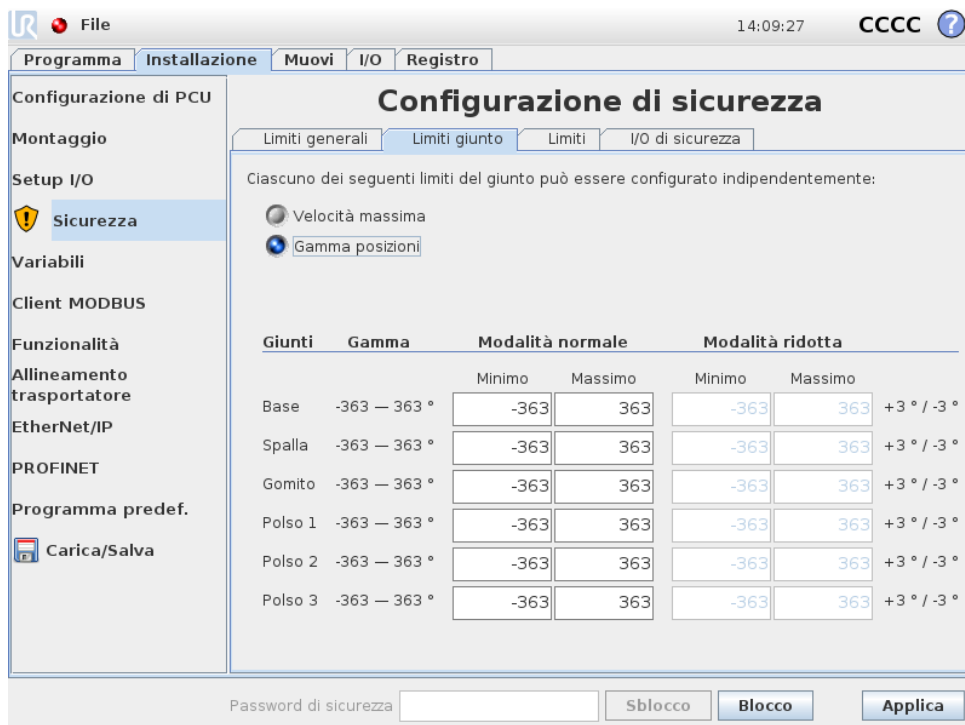 UR File 14:09:27 CCCC ?
Programma Installazione Muovi I/O Registro
Configurazione di PCU
Montaggio
Setup I/O
Sicurezza
Variabili
Client MODBUS
Funzionalità
Allineamento
trasportatore
EtherNet/IP
PROFINET
Programma predef.
Carica/Salva
Configurazione di sicurezza
Limiti generali Limiti giunto Limiti I/O di sicurezza
Ciascuno dei seguenti limiti del giunto può essere configurato indipendentemente:
Velocità massima
Gamma posizioni
Giunti Gamma Modalità normale Modalità ridotta
Minimo Massimo Minimo Massimo
Base -363 — 363 ° -363 363 -363 363 +3 ° / -3 °
Spalla -363 — 363 ° -363 363 -363 363 +3 ° / -3 °
Gomito -363 — 363 ° -363 363 -363 363 +3 ° / -3 °
Polso 1 -363 — 363 ° -363 363 -363 363 +3 ° / -3 °
Polso 2 -363 — 363 ° -363 363 -363 363 +3 ° / -3 °
Polso 3 -363 — 363 ° -363 363 -363 363 +3 ° / -3 °
Password di sicurezza Sblocco Blocco Applica